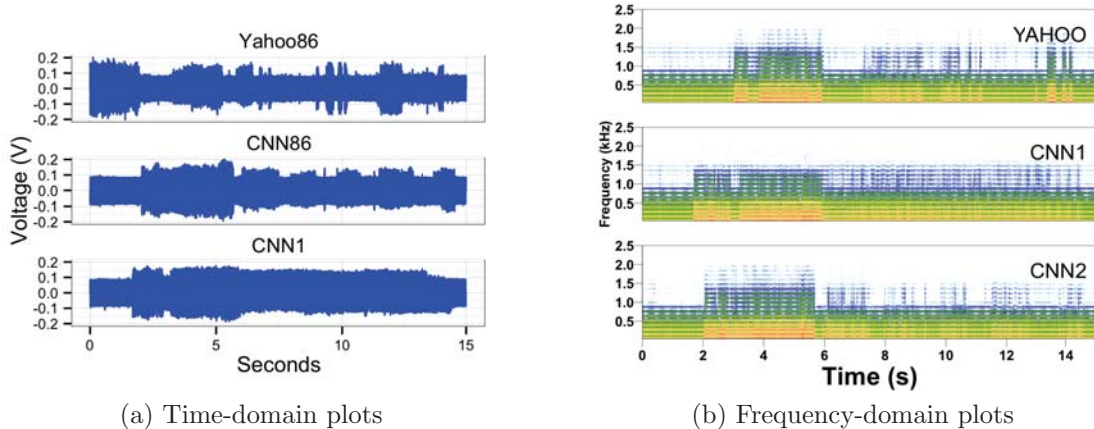 Yahoo86
0.2
0.1
0.0
-0.1
-0.2
CNN86
0.2
0.1
0.0
-0.1
-0.2
CNN1
0.2
0.1
0.0
-0.1
-0.2
Voltage (V)
0 5 10 15
Seconds
(a) Time-domain plots
2.5
2.0
1.5
1.0
0.5
YAHOO
2.5
2.0
1.5
1.0
0.5
CNN1
2.5
2.0
1.5
1.0
0.5
CNN2
Frequency (kHz)
0 2 4 6 8 10 12 14
Time (s)
(b) Frequency-domain plots